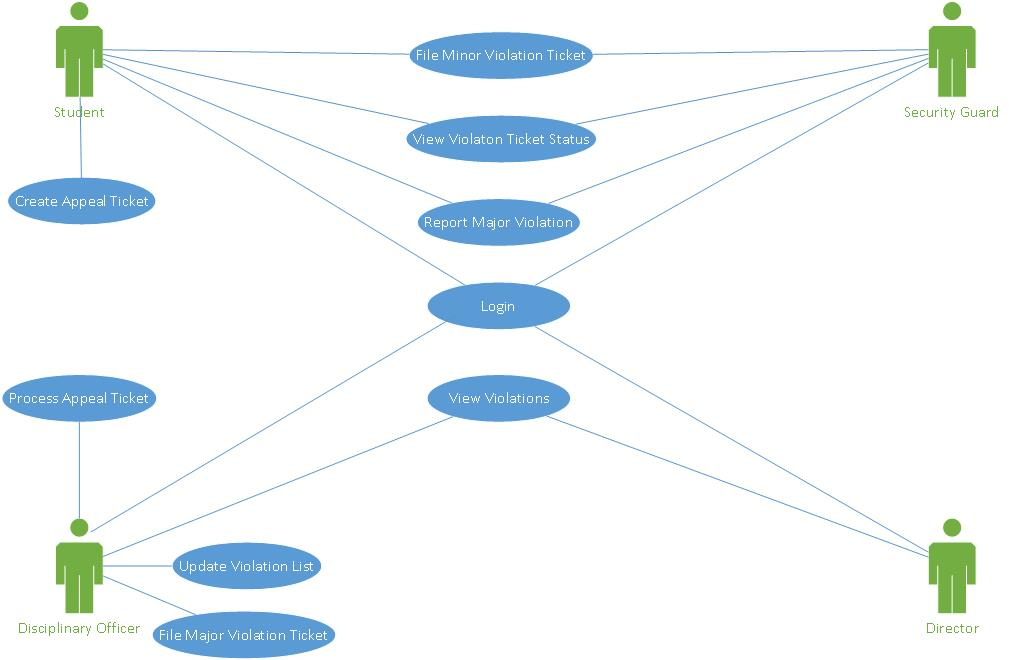 File Minor Violation Ticket
Student
Security Guard
View Violaton Ticket Status
Create Appeal Ticket
Report Major Violation
Login
Process Appeal Ticket
View Violations
Update Violation List
Disciplinary Officer
File Major Violation Ticket
Director